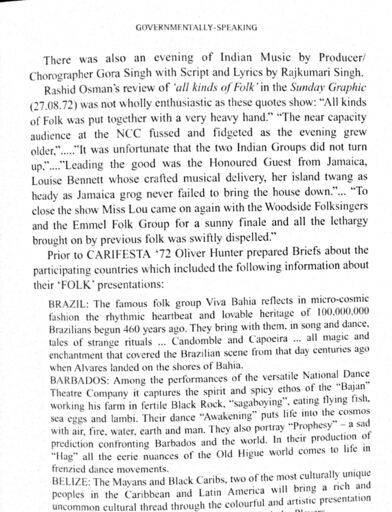 GOVERNMENTALLY-SPEAKING
There was also an evening of Indian Music by Producer/
Chorographer Gora Singh with Script and Lyrics by Rajkumari Singh.
Rashid Osman's review of 'all kinds of Folk' in the Sunday Graphic
(27.08.72) was not wholly enthusiastic as these quotes show: "All kinds
of Folk was put together with a very heavy hand." "The near capacity
audience at the NCC fussed and fidgeted as the evening grew
older,"....."It was unfortunate that the two Indian Groups did not turn
up,"...."Leading the good was the Honoured Guest from Jamaica,
Louise Bennett whose crafted musical delivery, her island twang as
heady as Jamaica grog never failed to bring the house down."... "To
close the show Miss Lou came on again with the Woodside Folksingers
and the Emmel Folk Group for a sunny finale and all the lethargy
brought on by previous folk was swiftly dispelled."
Prior to CARIFESTA '72 Oliver Hunter prepared Briefs about the
participating countries which included the following information about
their 'FOLK' presentations:
BRAZIL: The famous folk group Viva Bahia reflects in micro-cosmic
fashion the rhythmic heartbeat and lovable heritage of 100,000,000
Brazilians begun 460 years ago. They bring with them, in song and dance,
tales of strange rituals ... Candomble and Capoeira ... all magic and
enchantment that covered the Brazilian scene from that day centuries ago
when Alvares landed on the shores of Bahia.
BARBADOS: Among the performances of the versatile National Dance
Theatre Company it captures the spirit and spicy ethos of the "Bajan"
working his farm in fertile Black Rock, "sagaboying", eating flying fish,
sea eggs and lambi. Their dance "Awakening" puts life into the cosmos
with air, fire, water, earth and man. They also portray "Prophesy" – a sad
prediction confronting Barbados and the world. In their production of
"Hag" all the eerie nuances of the Old Higue world comes to life in
frenzied dance movements.
BELIZE: The Mayans and Black Caribs, two of the most culturally unique
peoples in the Caribbean and Latin America will bring a rich and
uncommon cultural thread through the colourful and artistic presentation